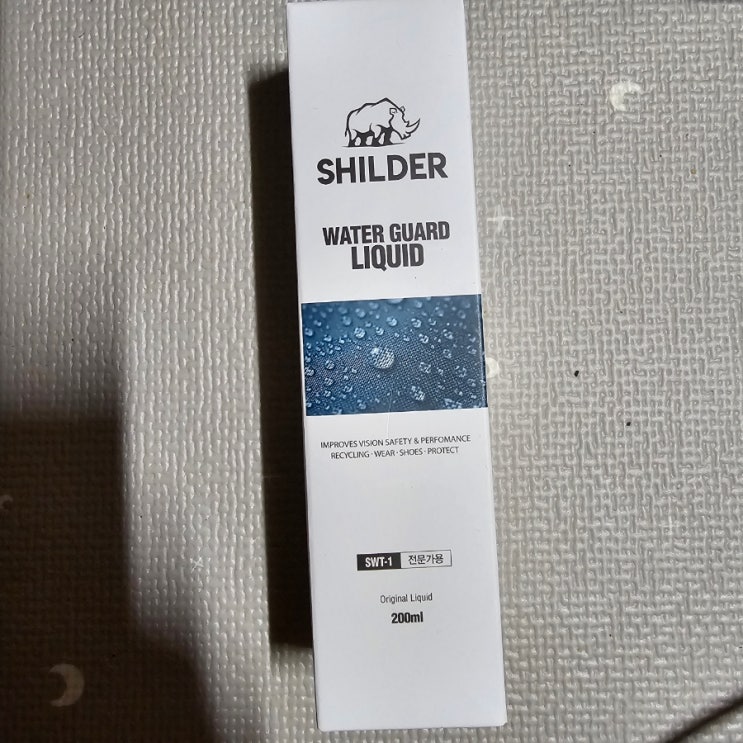 SHILDER
WATER GUARD
LIQUID
IMPROVES VISION SAFETY & PERFOMANCE
RECYCLING · WEAR · SHOES · PROTECT
SWT-1 전문가용
Original Liquid
200ml